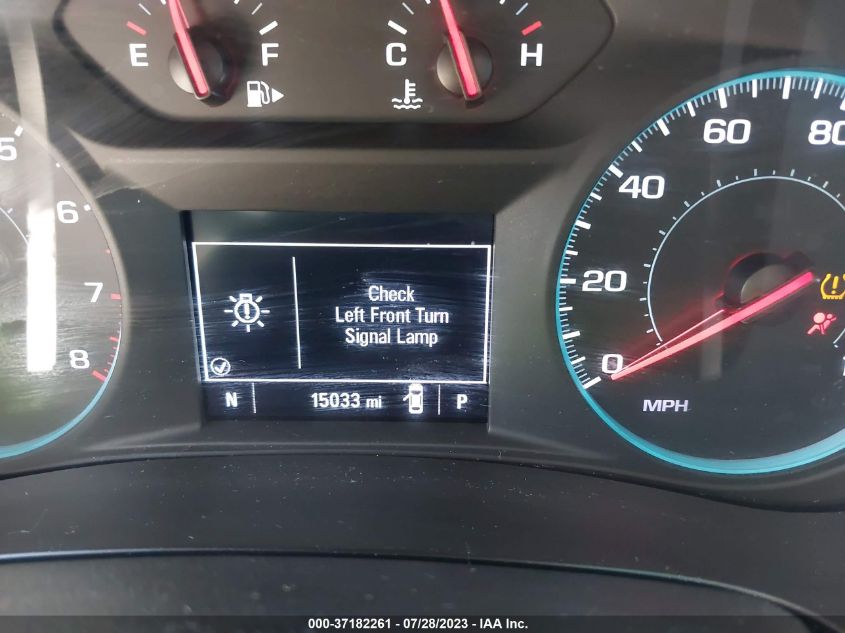 E F C H
5 6 7 8
0 20 40 60 80
MPH
Check
Left Front Turn
Signal Lamp
N 15033 mi P
000-37182261 - 07/28/2023 - IAA Inc.